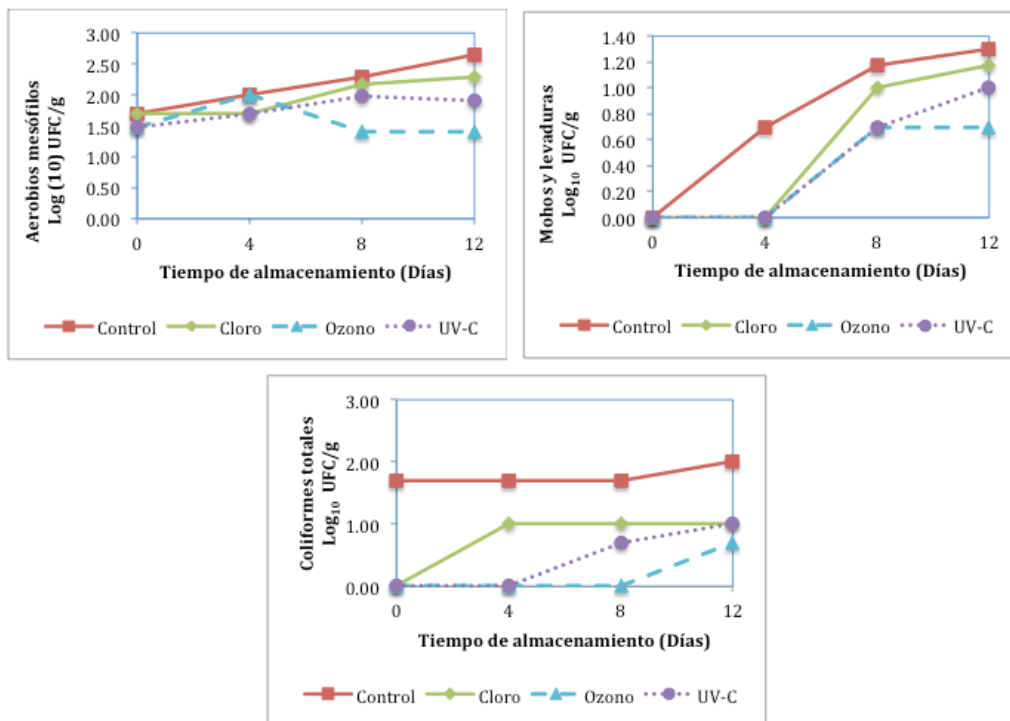 Aerobios mesófilos
Log (10) UFC/g
3.00
2.50
2.00
1.50
1.00
0.50
0.00
0 4 8 12
Tiempo de almacenamiento (Días)
Control Cloro Ozono UV-C
Mohos y levaduras
Log₁₀ UFC/g
1.40
1.20
1.00
0.80
0.60
0.40
0.20
0.00
0 4 8 12
Tiempo de almacenamiento (Días)
Control Cloro Ozono UV-C
Coliformes totales
Log₁₀ UFC/g
3.00
2.00
1.00
0.00
0 4 8 12
Tiempo de almacenamiento (Días)
Control Cloro Ozono UV-C